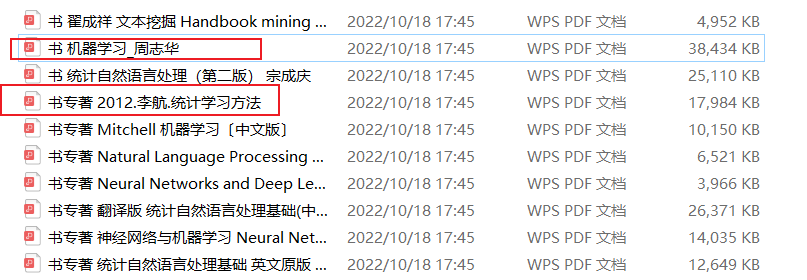 书 翟成祥 文本挖掘 Handbook mining ... 2022/10/18 17:45 WPS PDF 文档 4,952 KB
书 机器学习_周志华 2022/10/18 17:45 WPS PDF 文档 38,434 KB
书 统计自然语言处理（第二版） 宗成庆 2022/10/18 17:45 WPS PDF 文档 25,110 KB
书专著 2012.李航.统计学习方法 2022/10/18 17:45 WPS PDF 文档 17,984 KB
书专著 Mitchell 机器学习〔中文版〕 2022/10/18 17:45 WPS PDF 文档 10,150 KB
书专著 Natural Language Processing ... 2022/10/18 17:45 WPS PDF 文档 6,521 KB
书专著 Neural Networks and Deep Le... 2022/10/18 17:45 WPS PDF 文档 3,966 KB
书专著 翻译版 统计自然语言处理基础(中... 2022/10/18 17:45 WPS PDF 文档 26,371 KB
书专著 神经网络与机器学习 Neural Net... 2022/10/18 17:45 WPS PDF 文档 14,035 KB
书专著 统计自然语言处理基础 英文原版 ... 2022/10/18 17:45 WPS PDF 文档 12,649 KB